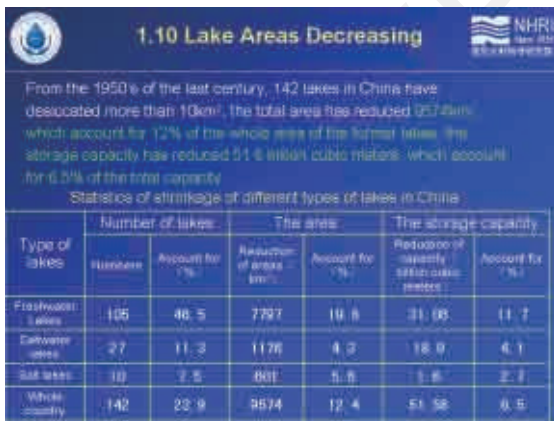 1.10 Lake Areas Decreasing
NHRI
From the 1950's of the last century, 142 lakes in China have
desiccated more than 10km², the total area has reduced 9574km²
which account for 12% of the whole area of the former lakes, the
storage capacity has reduced 51.6 billion cubic meters, which account
for 6.5% of the total capacity
Statistics of shrinkage of different types of lakes in China
Type of lakes Number of lakes The area The storage capacity
Numbers Account for (%) Reduction of areas km² Account for (%) Reduction of capacity billion cubic meters Account for (%)
Freshwater Lakes 105 46.5 7797 31.08 11.7
Saltwater lakes 27 11.3 1176 4.3 18.9 4.1
Salt lakes 10 7.5 601 5.6 1.6 2.7
Whole country 142 22.9 9574 12.4 51.58 6.5